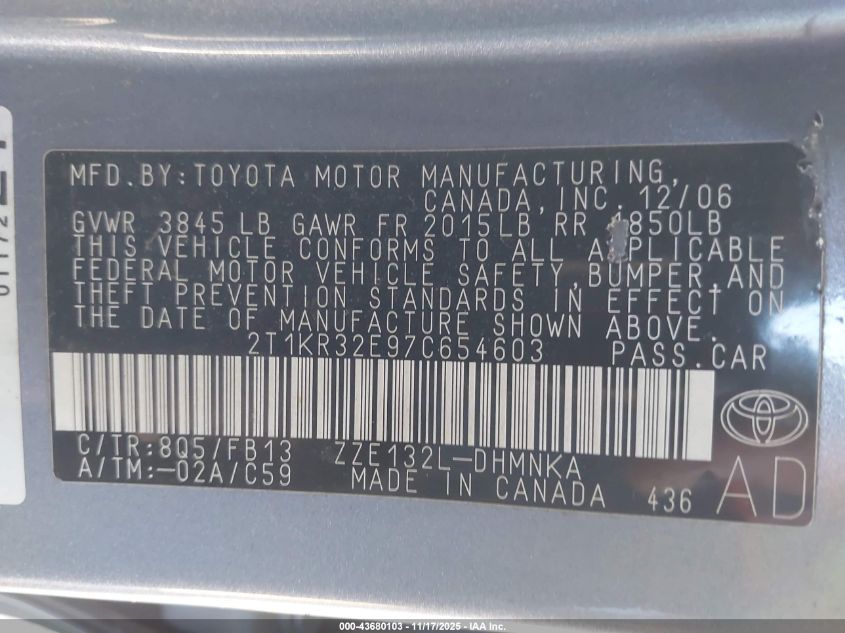 MFD.BY:TOYOTA MOTOR MANUFACTURING,
CANADA,INC. 12/06
GVWR 3845 LB GAWR FR 2015LB RR 1850LB
THIS VEHICLE CONFORMS TO ALL APPLICABLE
FEDERAL MOTOR VEHICLE SAFETY,BUMPER,AND
THEFT PREVENTION STANDARDS IN EFFECT ON
THE DATE OF MANUFACTURE SHOWN ABOVE.
2T1KR32E97C654603 PASS.CAR
C/TR:8Q5/FB13 ZZE132L-DHMNKA
A/TM:-02A/C59 MADE IN CANADA 436
AD
000-43680103 - 11/17/2025 - IAA Inc.